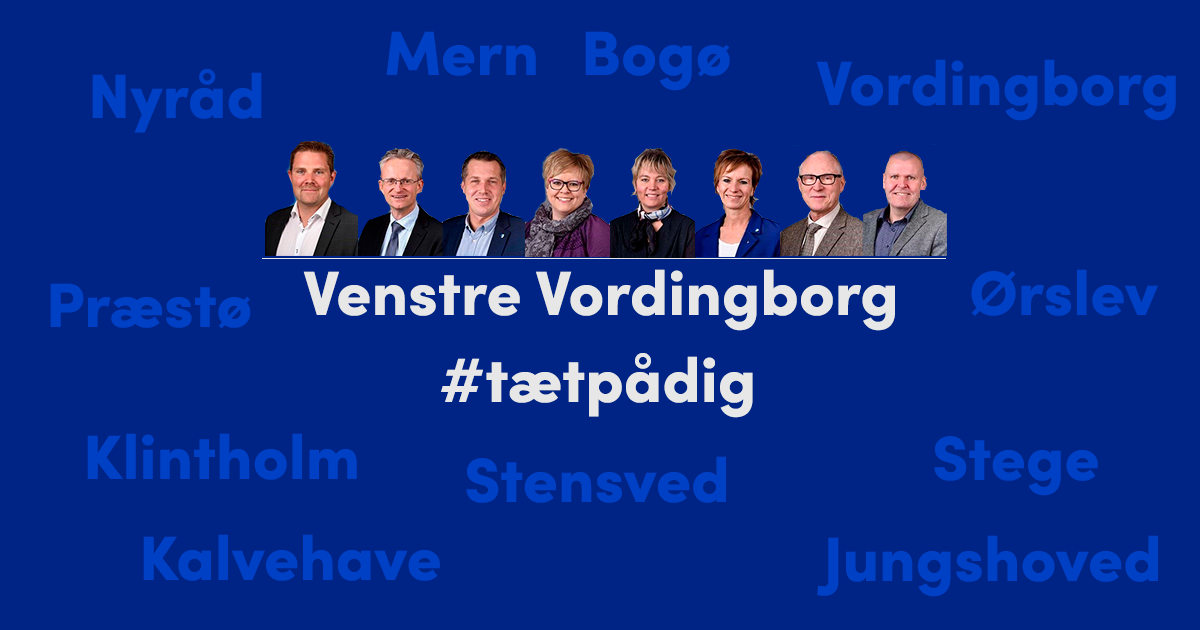 Mern Bogø
Nyråd
Vordingborg
Venstre Vordingborg
Præstø
Ørslev
#tætpådig
Klintholm
Stensved
Stege
Kalvehave
Jungshoved